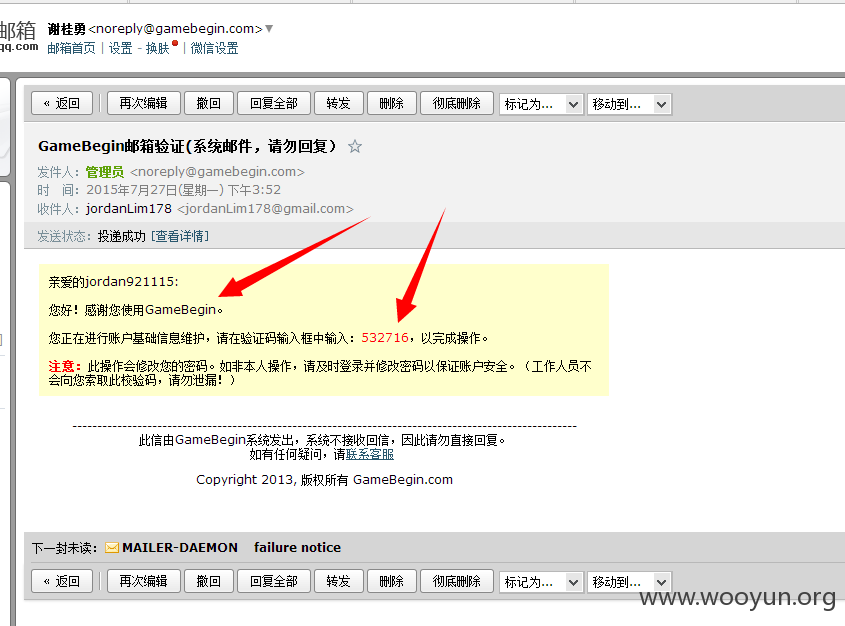 邮箱 谢桂勇 <noreply@gamebegin.com>
qq.com 邮箱首页 | 设置 - 换肤 | 微信设置
« 返回 再次编辑 撤回 回复全部 转发 删除 彻底删除 标记为... 移动到...
GameBegin邮箱验证(系统邮件，请勿回复) ☆
发件人：管理员 <noreply@gamebegin.com>
时 间：2015年7月27日(星期一) 下午3:52
收件人：jordanLim178 <jordanLim178@gmail.com>
发送状态：投递成功 [查看详情]
亲爱的jordan921115:
您好！感谢您使用GameBegin。
您正在进行账户基础信息维护，请在验证码输入框中输入：532716，以完成操作。
注意：此操作会修改您的密码。如非本人操作，请及时登录并修改密码以保证账户安全。（工作人员不
会向您索取此校验码，请勿泄漏！）
此信由GameBegin系统发出，系统不接收回信，因此请勿直接回复。
如有任何疑问，请联系客服
Copyright 2013, 版权所有 GameBegin.com
下一封未读： MAILER-DAEMON failure notice
« 返回 再次编辑 撤回 回复全部 转发 删除 彻底删除 标记为... 移动到...
www.wooyun.org